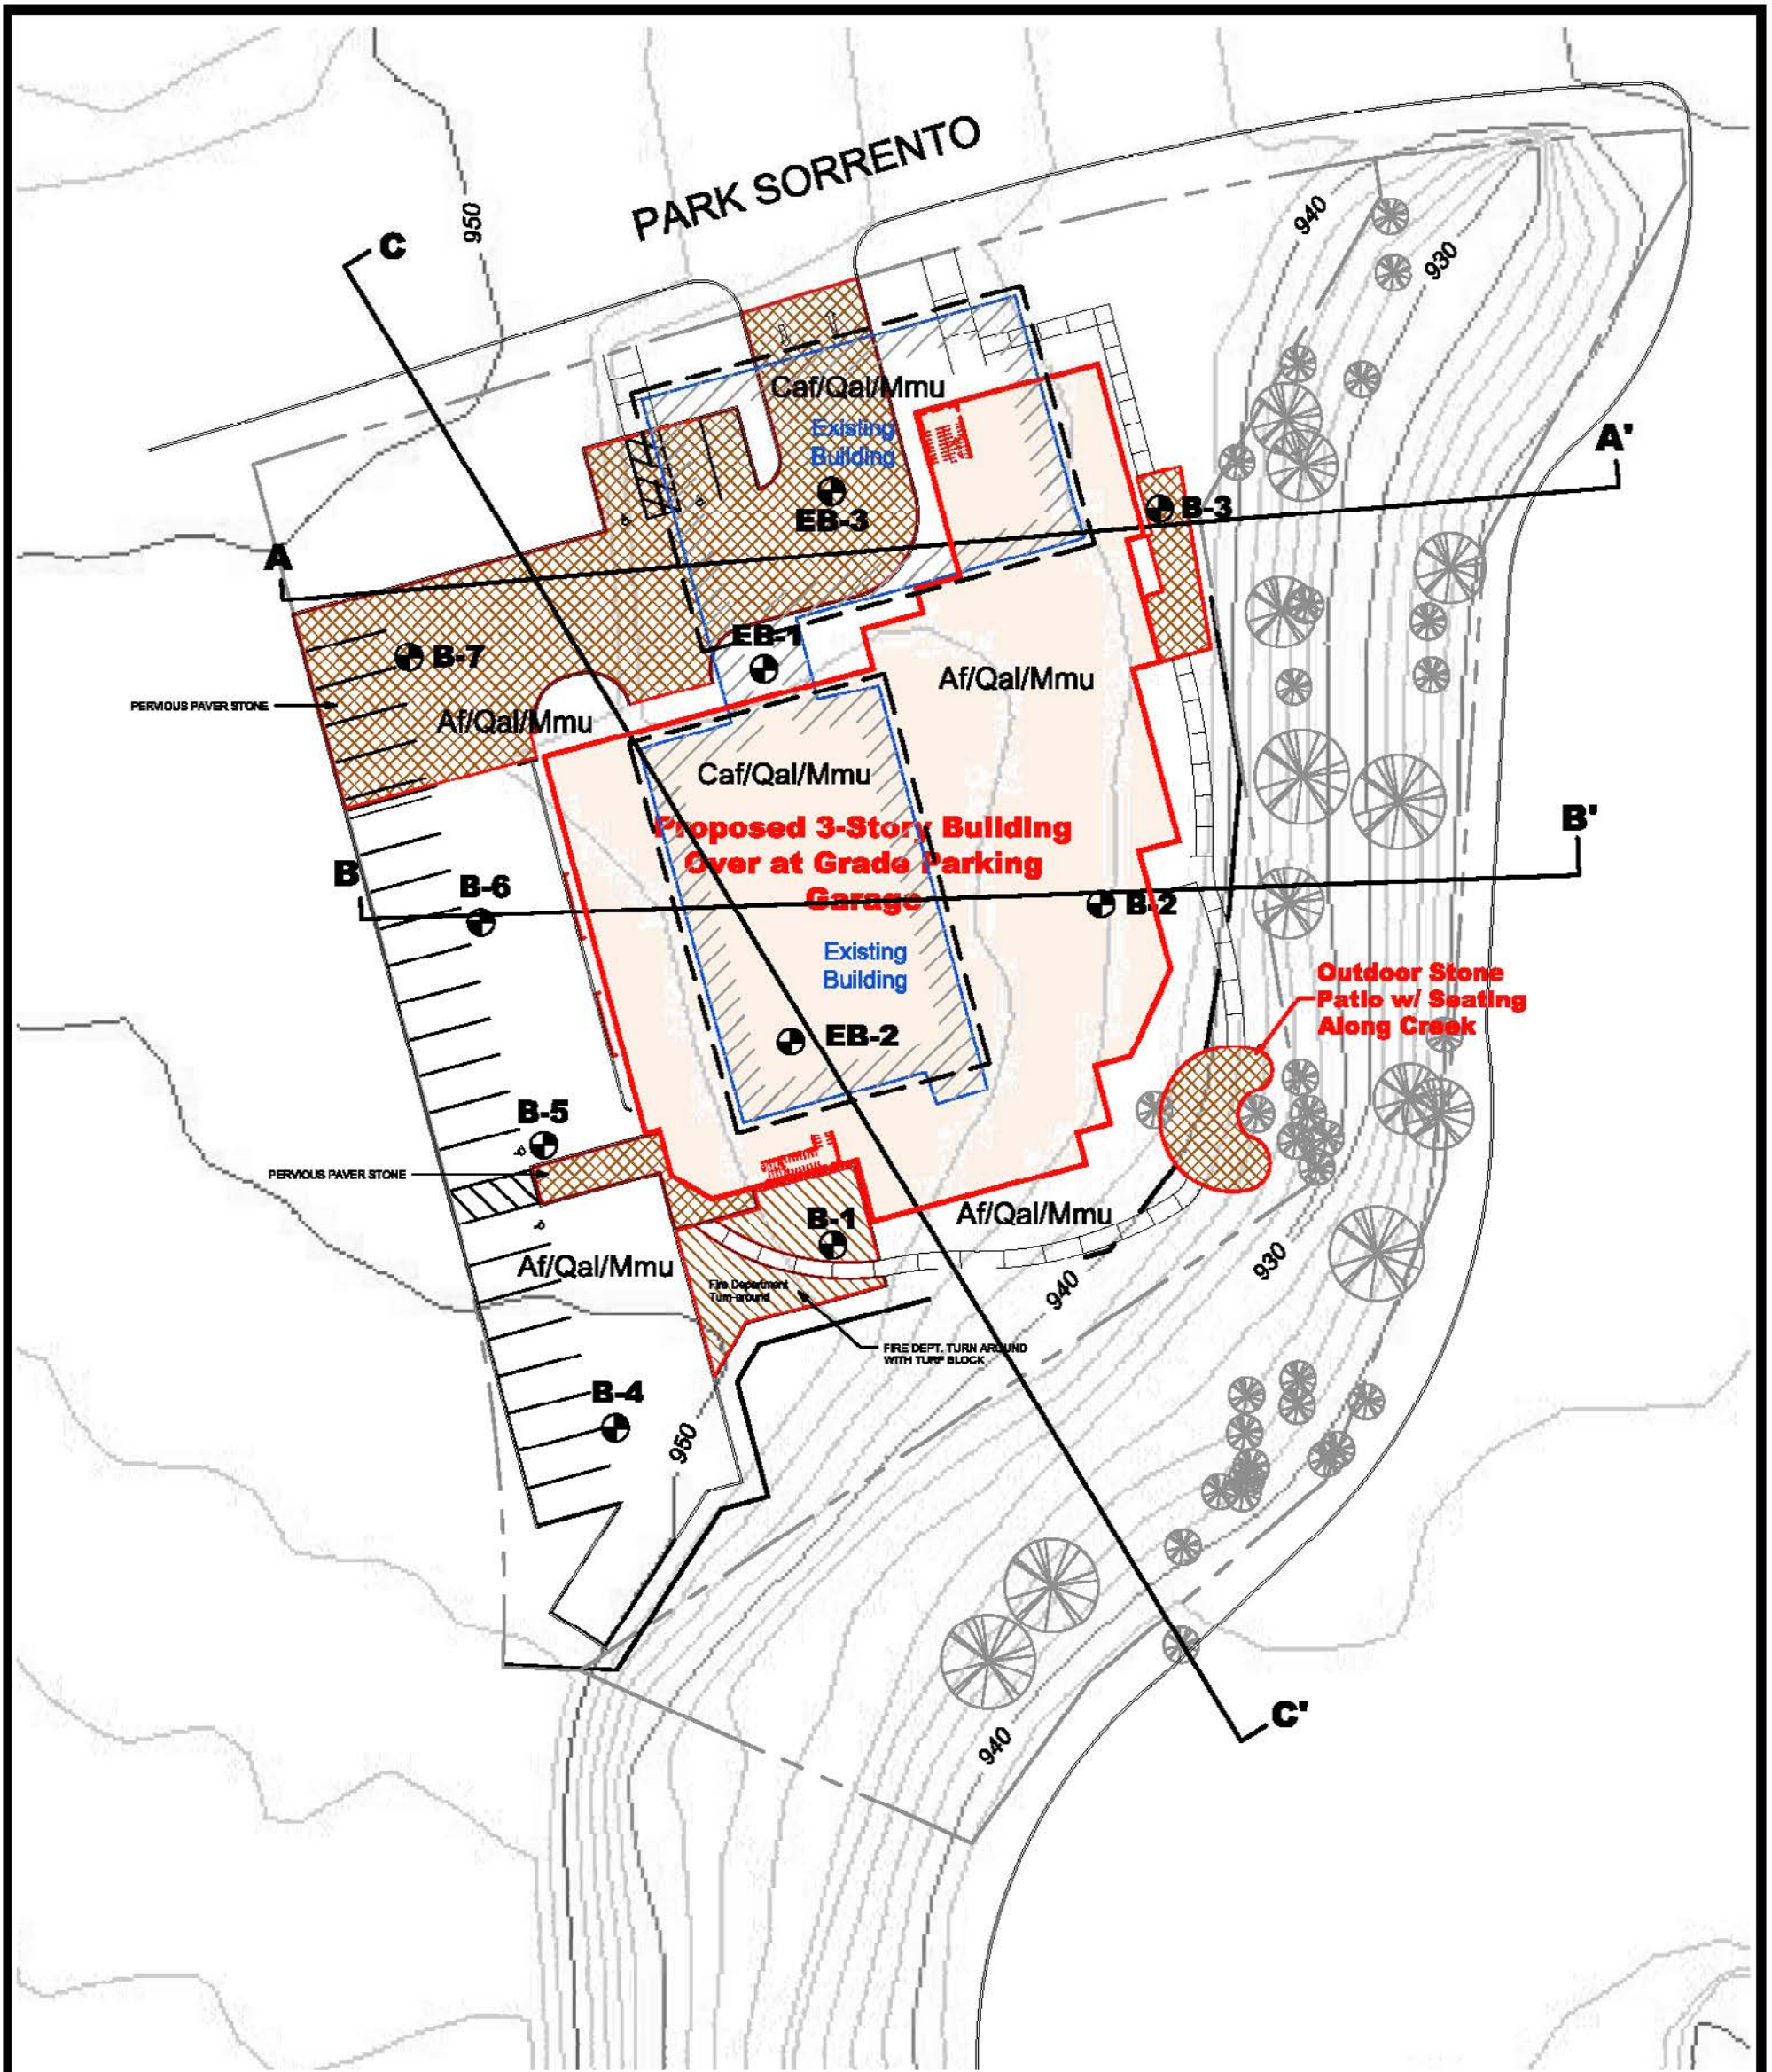 PARK SORRENTO
950
C
940
930
Caf/Qal/Mmu
Existing
Building
EB-3
A'
B-3
A
EB-1
B-7
Af/Qal/Mmu
PERVIOUS PAVER STONE
Af/Qal/Mmu
Caf/Qal/Mmu
Proposed 3-Story Building
Over at Grade Parking
Garage
B'
B
B-6
B-2
Existing
Building
Outdoor Stone
Patio w/ Seating
Along Creek
EB-2
B-5
PERVIOUS PAVER STONE
B-1
Af/Qal/Mmu
Af/Qal/Mmu
930
940
Fire Department
Turn-around
FIRE DEPT. TURN AROUND
WITH TURF BLOCK
B-4
950
C'
940